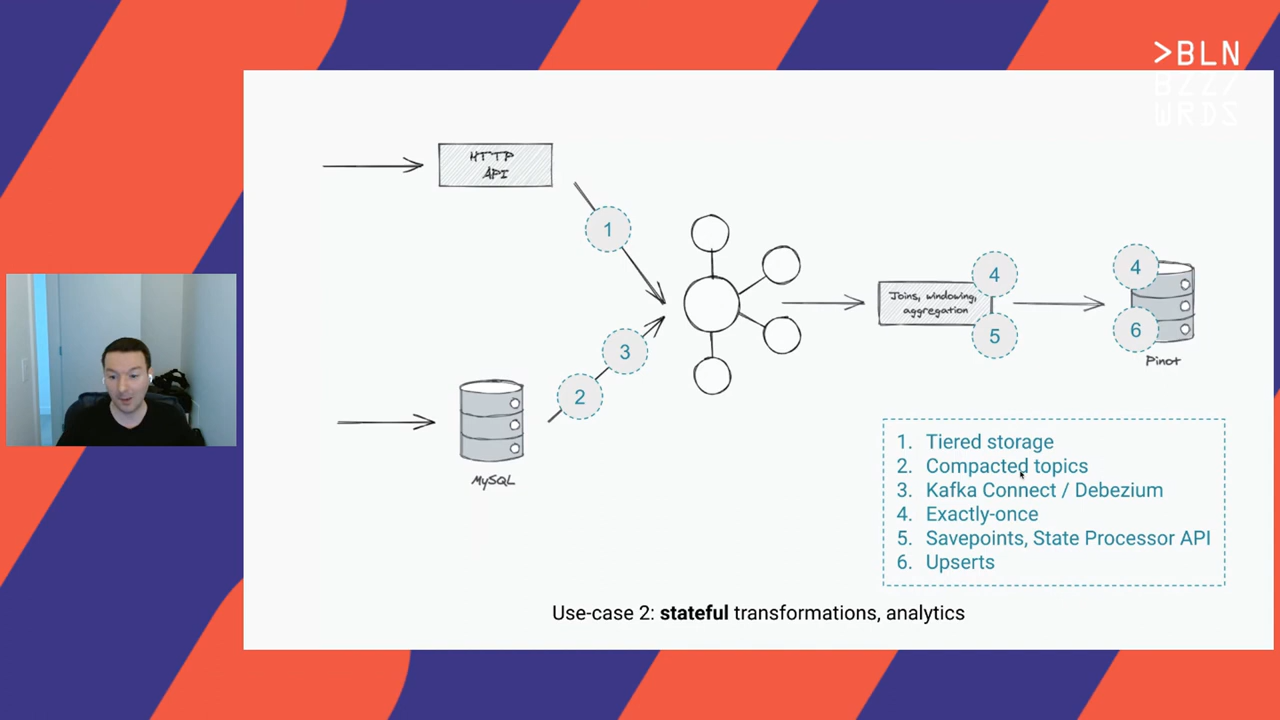 >BLN
BZZ/
WRDS
HTTP
API
1
4
4
Joins, windowing,
aggregation
3
5
6
Pinot
2
MySQL
1. Tiered storage
2. Compacted topics
3. Kafka Connect / Debezium
4. Exactly-once
5. Savepoints, State Processor API
6. Upserts
Use-case 2: stateful transformations, analytics